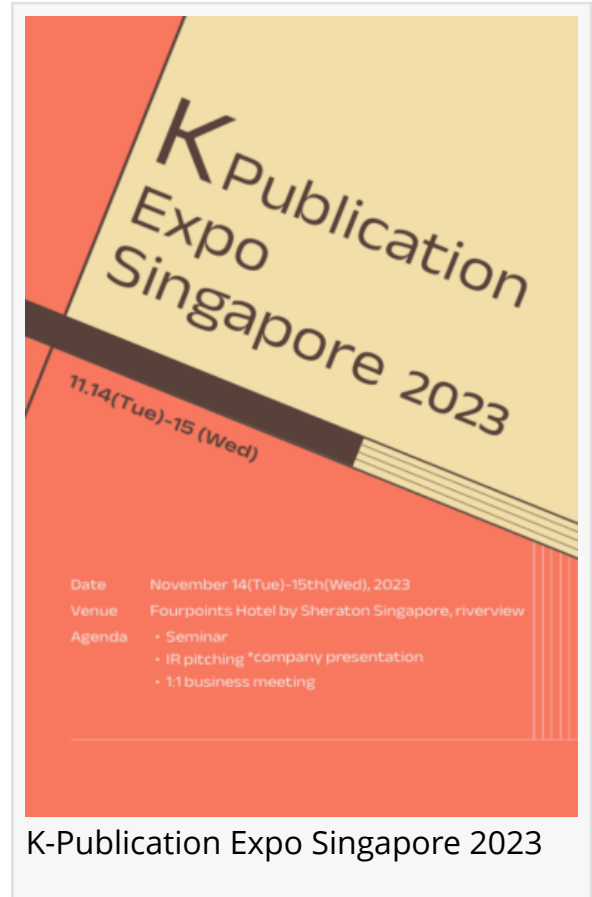 K Publication
Expo
Singapore 2023
11.14(Tue)-15 (Wed)
Date November 14(Tue)-15th(Wed), 2023
Venue Fourpoints Hotel by Sheraton Singapore, riverview
Agenda • Seminar
• IR pitching *company presentation
• 1:1 business meeting
K-Publication Expo Singapore 2023